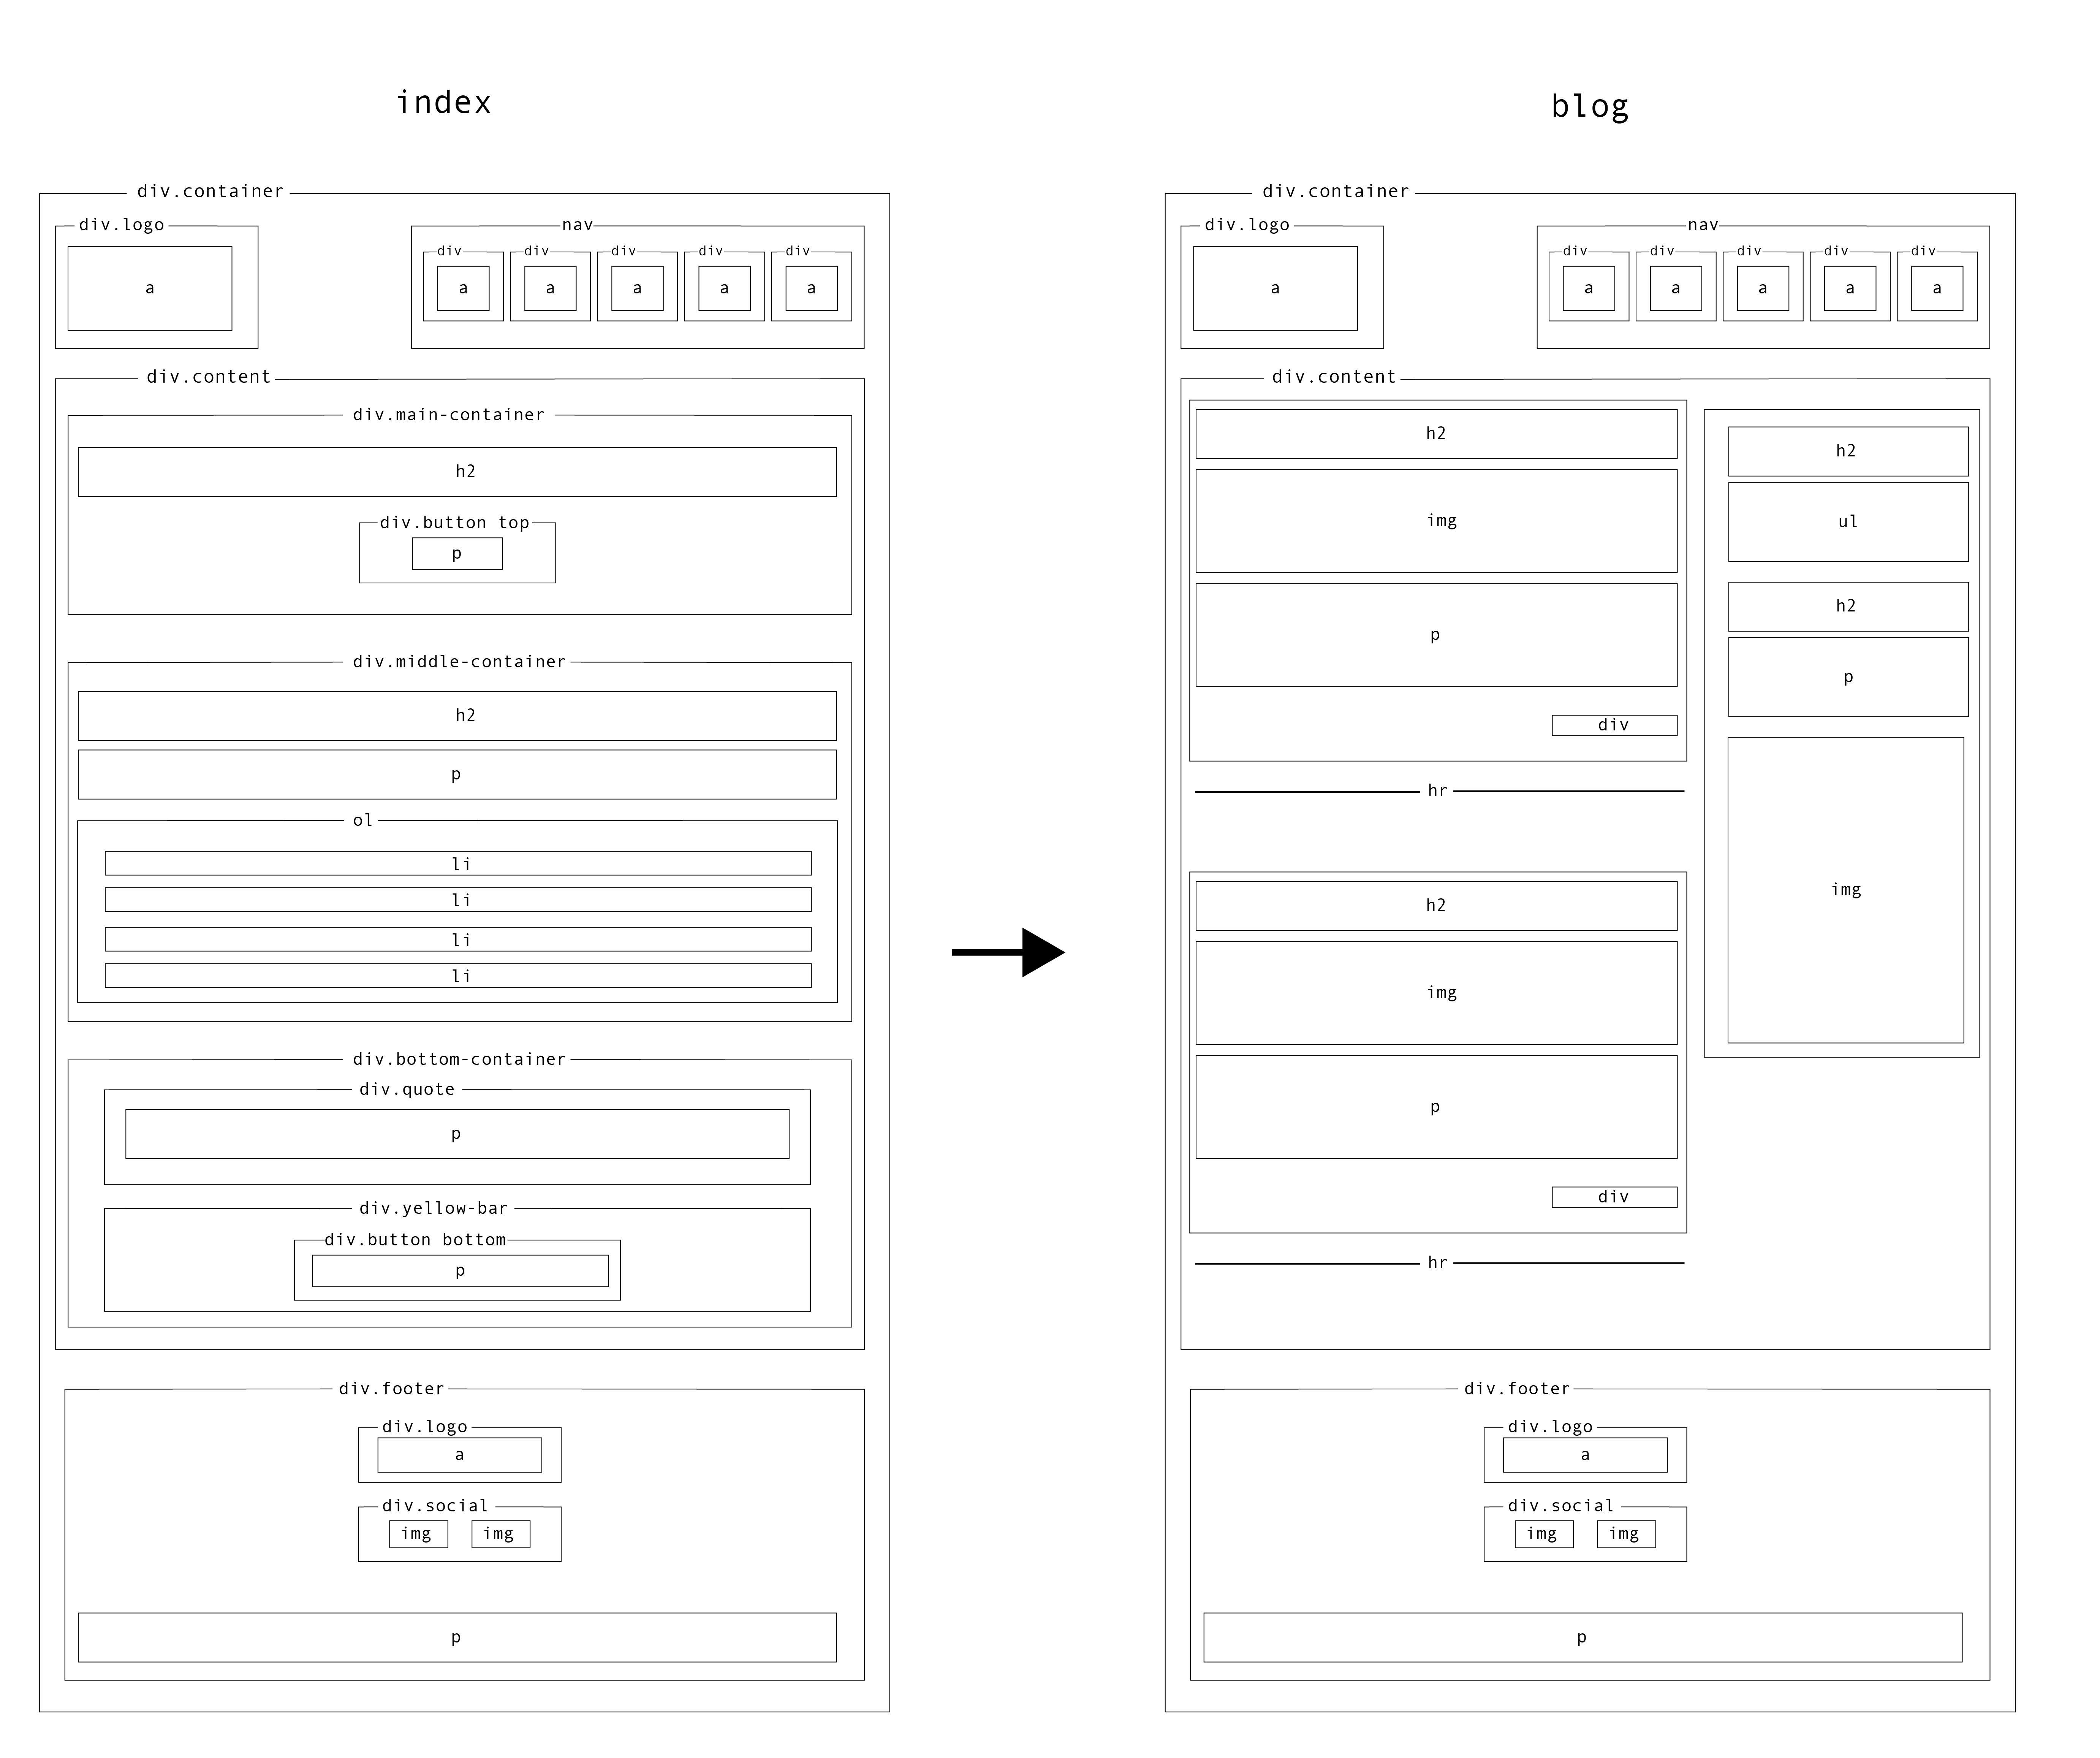 index
div.container
div.logo
a
nav
div div div div div
a a a a a
div.content
div.main-container
h2
div.button top
p
div.middle-container
h2
p
ol
li
li
li
li
div.bottom-container
div.quote
p
div.yellow-bar
div.button bottom
p
div.footer
div.logo
a
div.social
img img
p
blog
div.container
div.logo
a
nav
div div div div div
a a a a a
div.content
h2
img
p
div
hr
h2
img
p
div
hr
h2
ul
h2
p
img
div.footer
div.logo
a
div.social
img img
p